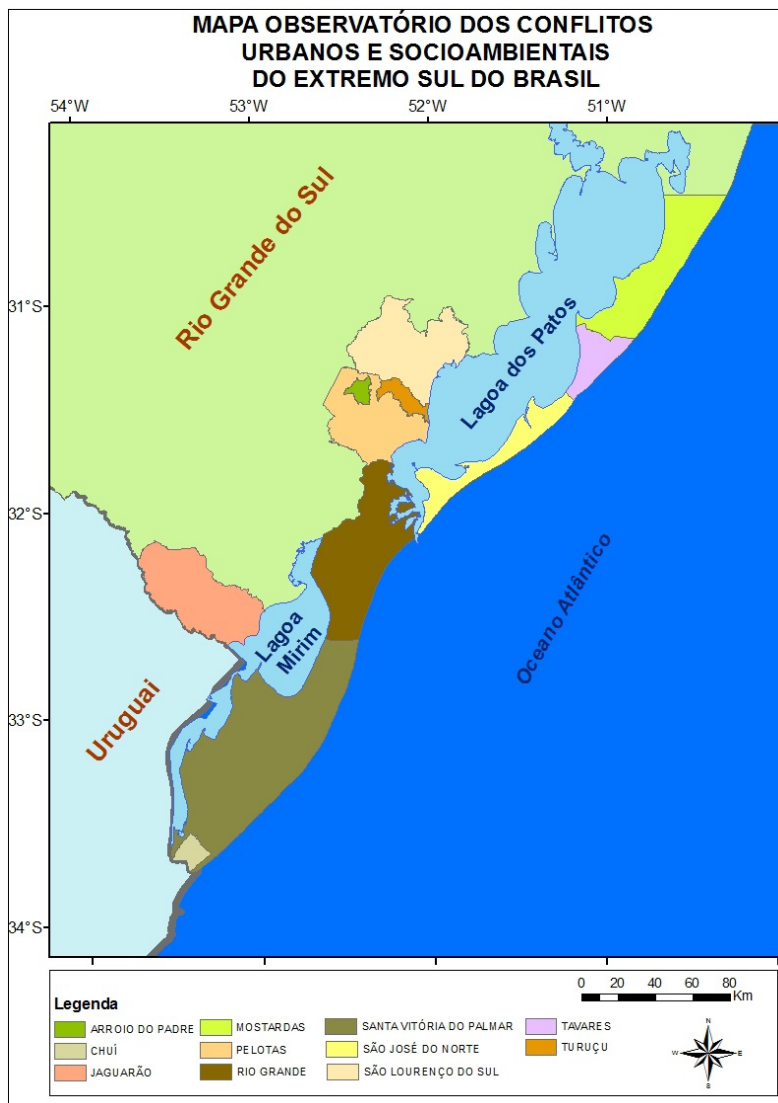 MAPA OBSERVATÓRIO DOS CONFLITOS
URBANOS E SOCIOAMBIENTAIS
DO EXTREMO SUL DO BRASIL
54°W 53°W 52°W 51°W
Rio Grande do Sul
31°S
Lagoa dos Patos
32°S
Oceano Atlântico
Lagoa
Mirim
Uruguai
33°S
34°S
Legenda
0 20 40 60 80
Km
ARROIO DO PADRE
MOSTARDAS
SANTA VITÓRIA DO PALMAR
TAVARES
CHUÍ
PELOTAS
SÃO JOSÉ DO NORTE
TURUÇU
JAGUARÃO
RIO GRANDE
SÃO LOURENÇO DO SUL
N
W E
S